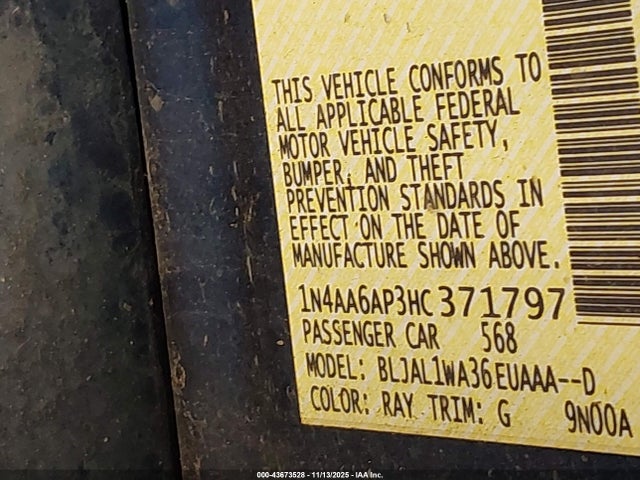 THIS VEHICLE CONFORMS TO
ALL APPLICABLE FEDERAL
MOTOR VEHICLE SAFETY,
BUMPER, AND THEFT
PREVENTION STANDARDS IN
EFFECT ON THE DATE OF
MANUFACTURE SHOWN ABOVE.
1N4AA6AP3HC371797
PASSENGER CAR 568
MODEL: BLJAL1WA36EUAAA--D
COLOR: RAY TRIM: G 9N00A
000-43673528 - 11/13/2025 - IAA Inc.